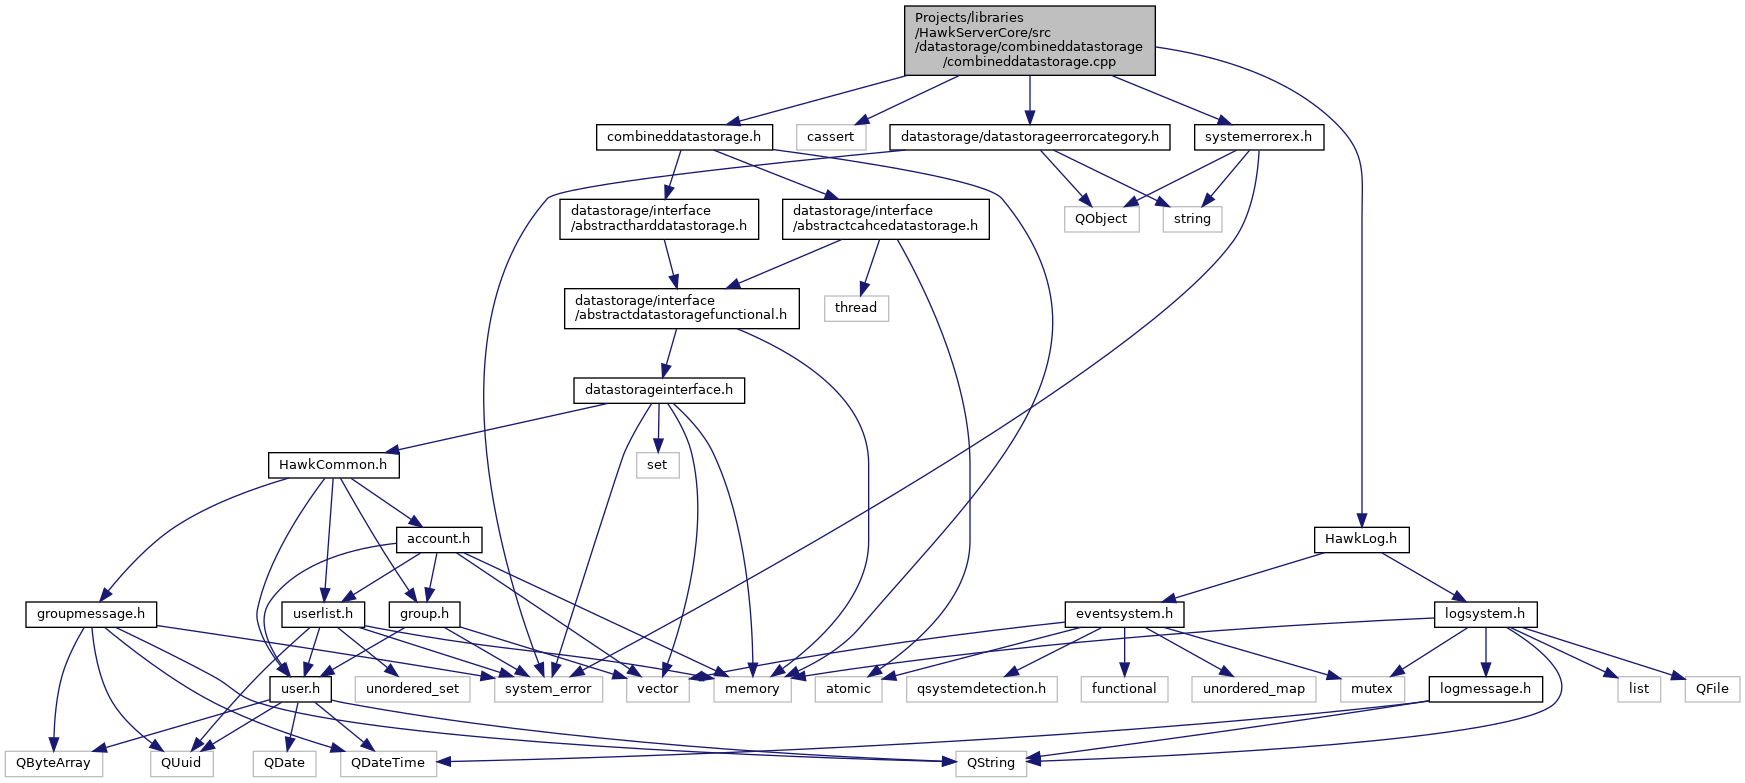 Projects/libraries
/HawkServerCore/src
/datastorage/combineddatastorage
/combineddatastorage.cpp
combineddatastorage.h
cassert
datastorage/datastorageerrorcategory.h
systemerrorex.h
datastorage/interface
/abstractharddatastorage.h
datastorage/interface
/abstractcahcedatastorage.h
QObject
string
datastorage/interface
/abstractdatastoragefunctional.h
thread
datastorageinterface.h
HawkCommon.h
set
account.h
HawkLog.h
groupmessage.h
userlist.h
group.h
eventsystem.h
logsystem.h
user.h
unordered_set
system_error
vector
memory
atomic
qsystemdetection.h
functional
unordered_map
mutex
logmessage.h
list
QFile
QByteArray
QUuid
QDate
QDateTime
QString